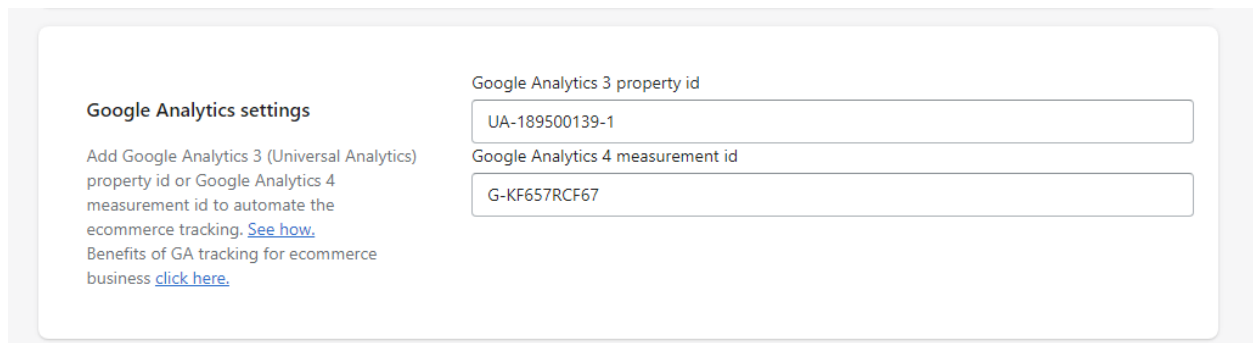 Google Analytics settings
Add Google Analytics 3 (Universal Analytics)
property id or Google Analytics 4
measurement id to automate the
ecommerce tracking. See how.
Benefits of GA tracking for ecommerce
business click here.
Google Analytics 3 property id
UA-189500139-1
Google Analytics 4 measurement id
G-KF657RCF67